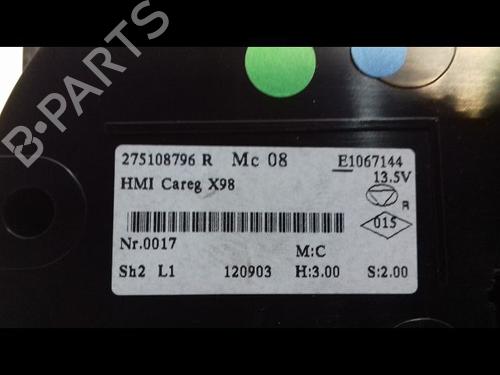 B-PARTS
275108796 R Mc 08 E1067144
13.5V
HMI Careg X98
R
015
Nr.0017
M:C
Sh2 L1 120903 H:3.00 S:2.00